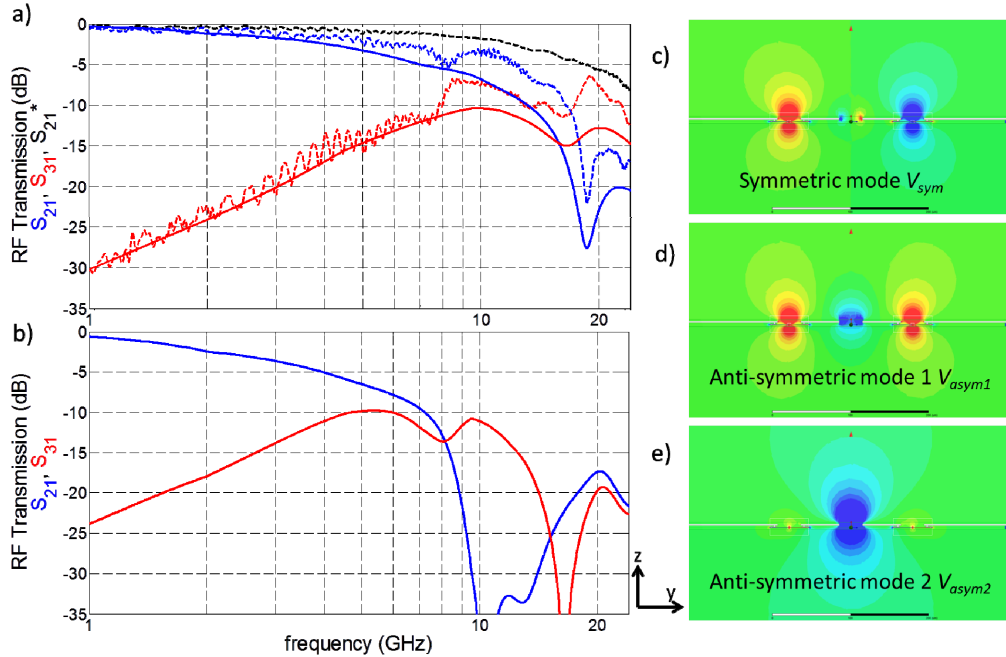 a)
RF Transmission (dB)
S21, S31, S21*
0
-5
-10
-15
-20
-25
-30
-35
1
10
20
b)
RF Transmission (dB)
S21, S31
-5
-10
-15
-20
-25
-30
-35
1
10
20
frequency (GHz)
z
y
c)
Symmetric mode Vsym
d)
Anti-symmetric mode 1 Vasym1
e)
Anti-symmetric mode 2 Vasym2